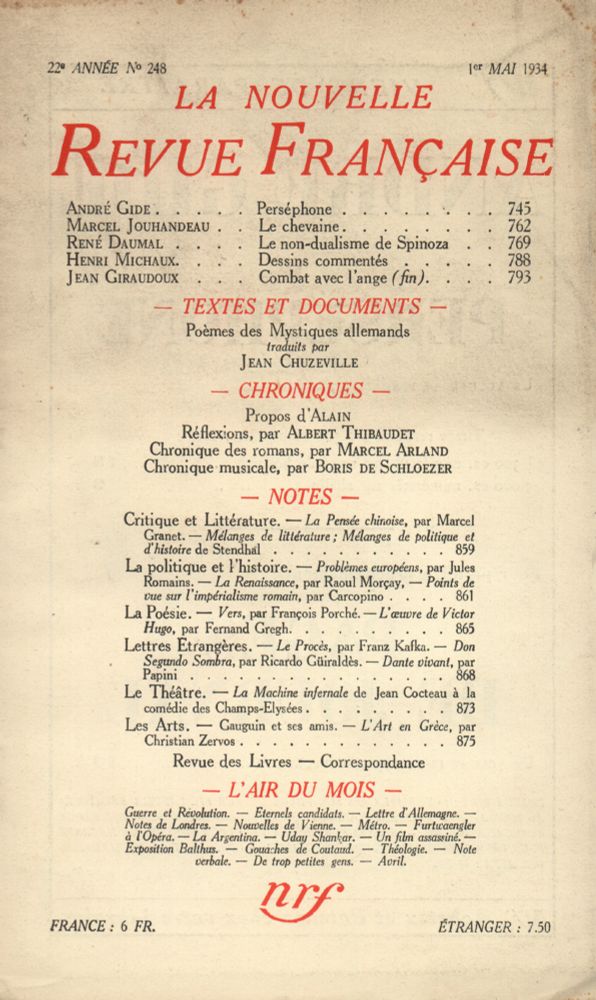 22e ANNÉE No 248 1er MAI 1934
LA NOUVELLE
REVUE FRANÇAISE
ANDRÉ GIDE . . . . . Perséphone . . . . . . . . 745
MARCEL JOUHANDEAU . . Le chevaine. . . . . . . . 762
RENÉ DAUMAL . . . . Le non-dualisme de Spinoza . . 769
HENRI MICHAUX. . . . Dessins commentés . . . . . 788
JEAN GIRAUDOUX . . . Combat avec l'ange (fin). . . . 793
— TEXTES ET DOCUMENTS —
Poèmes des Mystiques allemands
traduits par
JEAN CHUZEVILLE
— CHRONIQUES —
Propos d'ALAIN
Réflexions, par ALBERT THIBAUDET
Chronique des romans, par MARCEL ARLAND
Chronique musicale, par BORIS DE SCHLOEZER
— NOTES —
Critique et Littérature. — La Pensée chinoise, par Marcel
Granet. — Mélanges de littérature ; Mélanges de politique et
d'histoire de Stendhal . . . . . . . . . . . 859
La politique et l'histoire. — Problèmes européens, par Jules
Romains. — La Renaissance, par Raoul Morçay, — Points de
vue sur l'impérialisme romain, par Carcopino . . . . 861
La Poésie. — Vers, par François Porché. — L'œuvre de Victor
Hugo, par Fernand Gregh. . . . . . . . . . 865
Lettres Etrangères. — Le Procès, par Franz Kafka. — Don
Segundo Sombra, par Ricardo Güiraldès. — Dante vivant, par
Papini . . . . . . . . . . . . . . . . 868
Le Théâtre. — La Machine infernale de Jean Cocteau à la
comédie des Champs-Elysées . . . . . . . . . 873
Les Arts. — Gauguin et ses amis. — L'Art en Grèce, par
Christian Zervos . . . . . . . . . . . . . 875
Revue des Livres — Correspondance
— L'AIR DU MOIS —
Guerre et Révolution. — Eternels candidats. — Lettre d'Allemagne. —
Notes de Londres. — Nouvelles de Vienne. — Métro. — Furtwaengler
à l'Opéra. — La Argentina. — Uday Shankar. — Un film assassiné. —
Exposition Balthus. — Gouaches de Coutaud. — Théologie. — Note
verbale. — De trop petites gens. — Avril.
nrf
FRANCE : 6 FR. ÉTRANGER : 7.50